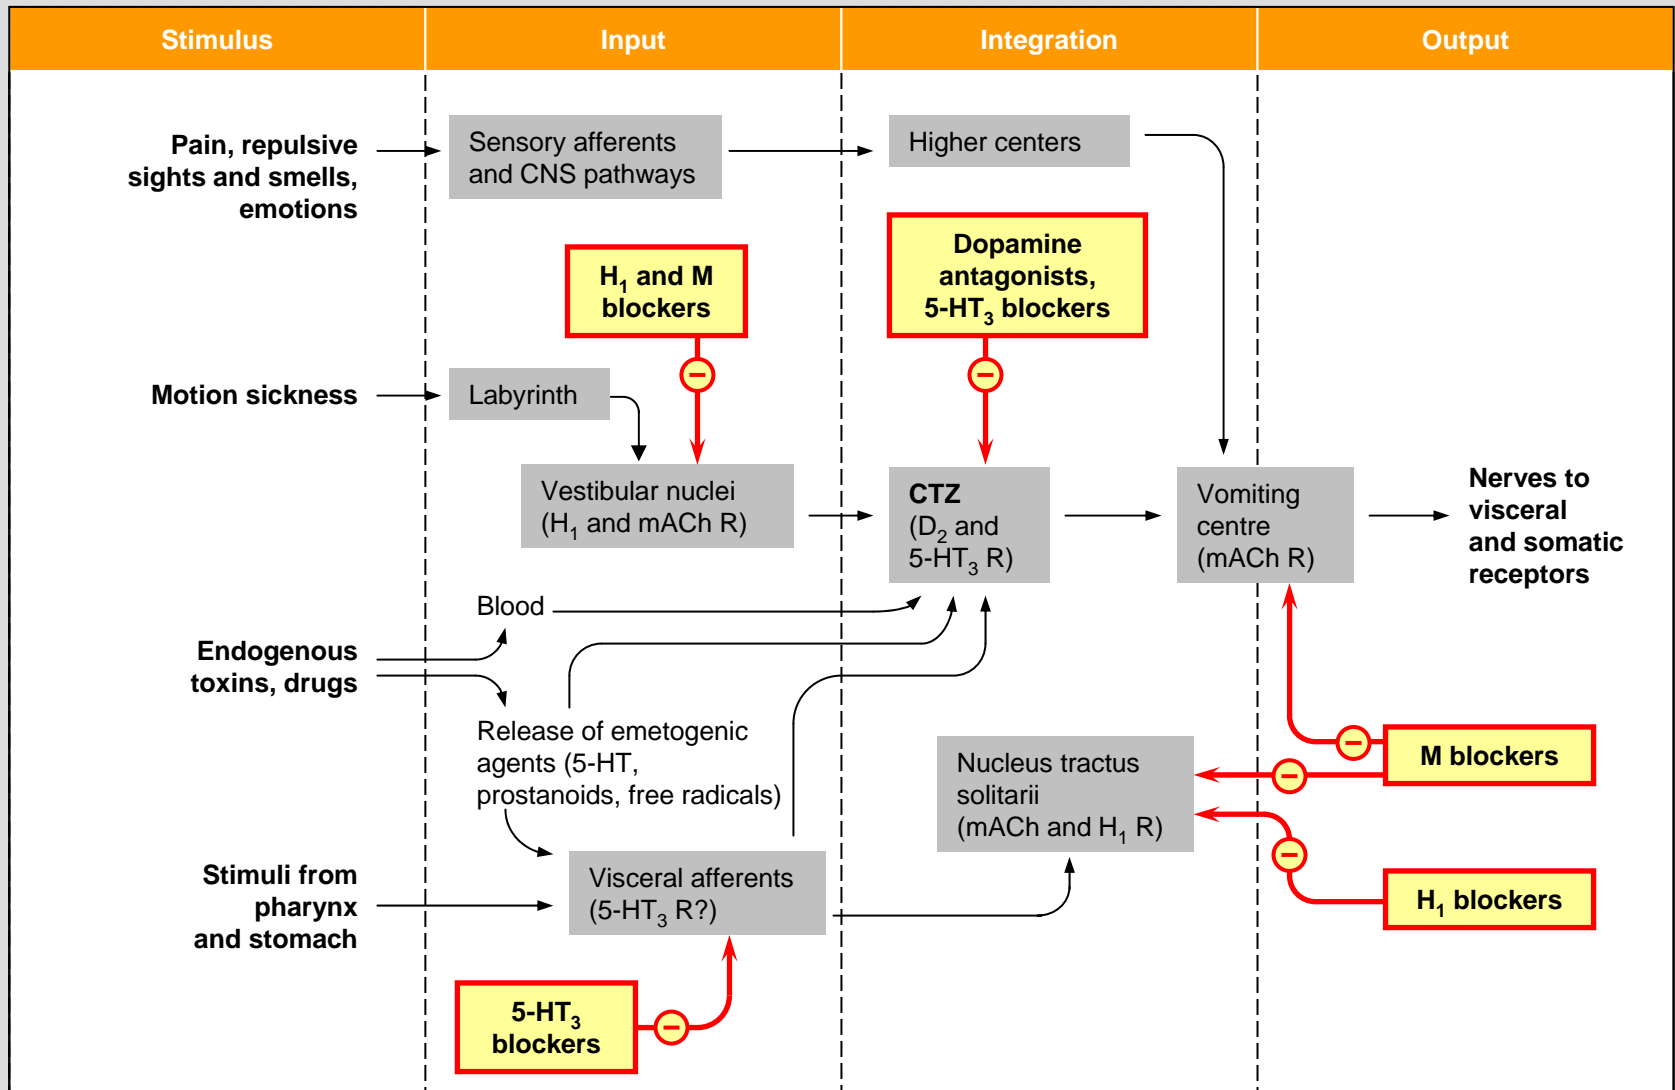 Stimulus
Input
Integration
Output
Pain, repulsive
sights and smells,
emotions
Sensory afferents
and CNS pathways
Higher centers
H₁ and M
blockers
Dopamine
antagonists,
5-HT₃ blockers
Motion sickness
Labyrinth
Vestibular nuclei
(H₁ and mACh R)
CTZ
(D₂ and
5-HT₃ R)
Vomiting
centre
(mACh R)
Nerves to
visceral
and somatic
receptors
Blood
Endogenous
toxins, drugs
Release of emetogenic
agents (5-HT,
prostanoids, free radicals)
Nucleus tractus
solitarii
(mACh and H₁ R)
M blockers
Stimuli from
pharynx
and stomach
Visceral afferents
(5-HT₃ R?)
H₁ blockers
5-HT₃
blockers